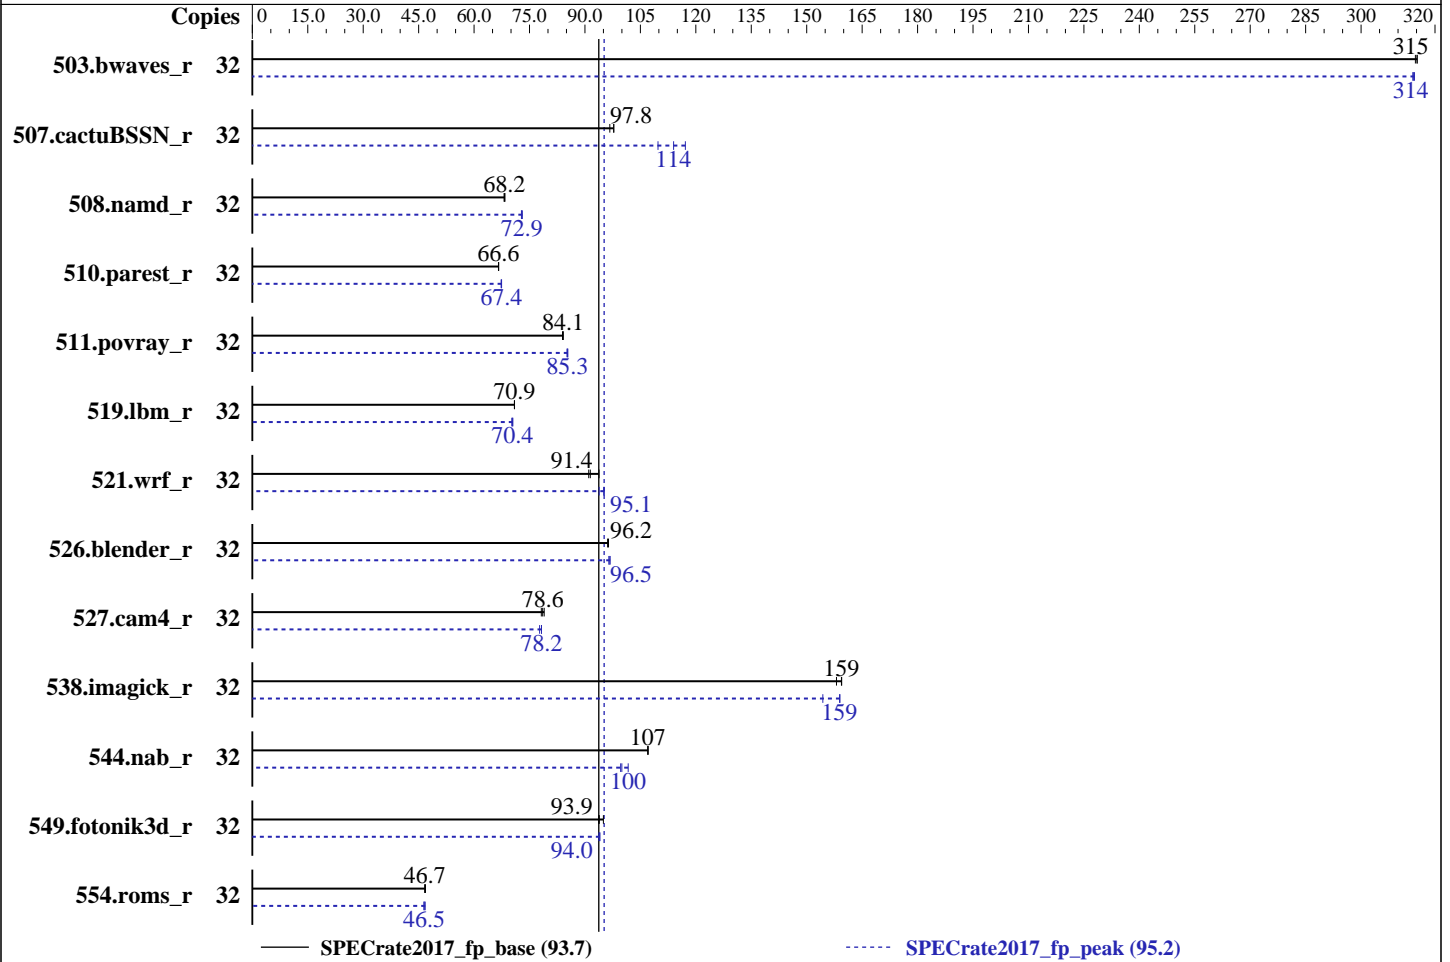 Copies 0 15.0 30.0 45.0 60.0 75.0 90.0 105 120 135 150 165 180 195 210 225 240 255 270 285 300 320
315
503.bwaves_r 32
314
97.8
507.cactuBSSN_r 32
114
68.2
508.namd_r 32
72.9
66.6
510.parest_r 32
67.4
84.1
511.povray_r 32
85.3
70.9
519.lbm_r 32
70.4
91.4
521.wrf_r 32
95.1
96.2
526.blender_r 32
96.5
78.6
527.cam4_r 32
78.2
159
538.imagick_r 32
159
107
544.nab_r 32
100
93.9
549.fotonik3d_r 32
94.0
46.7
554.roms_r 32
46.5
SPECrate2017_fp_base (93.7) SPECrate2017_fp_peak (95.2)